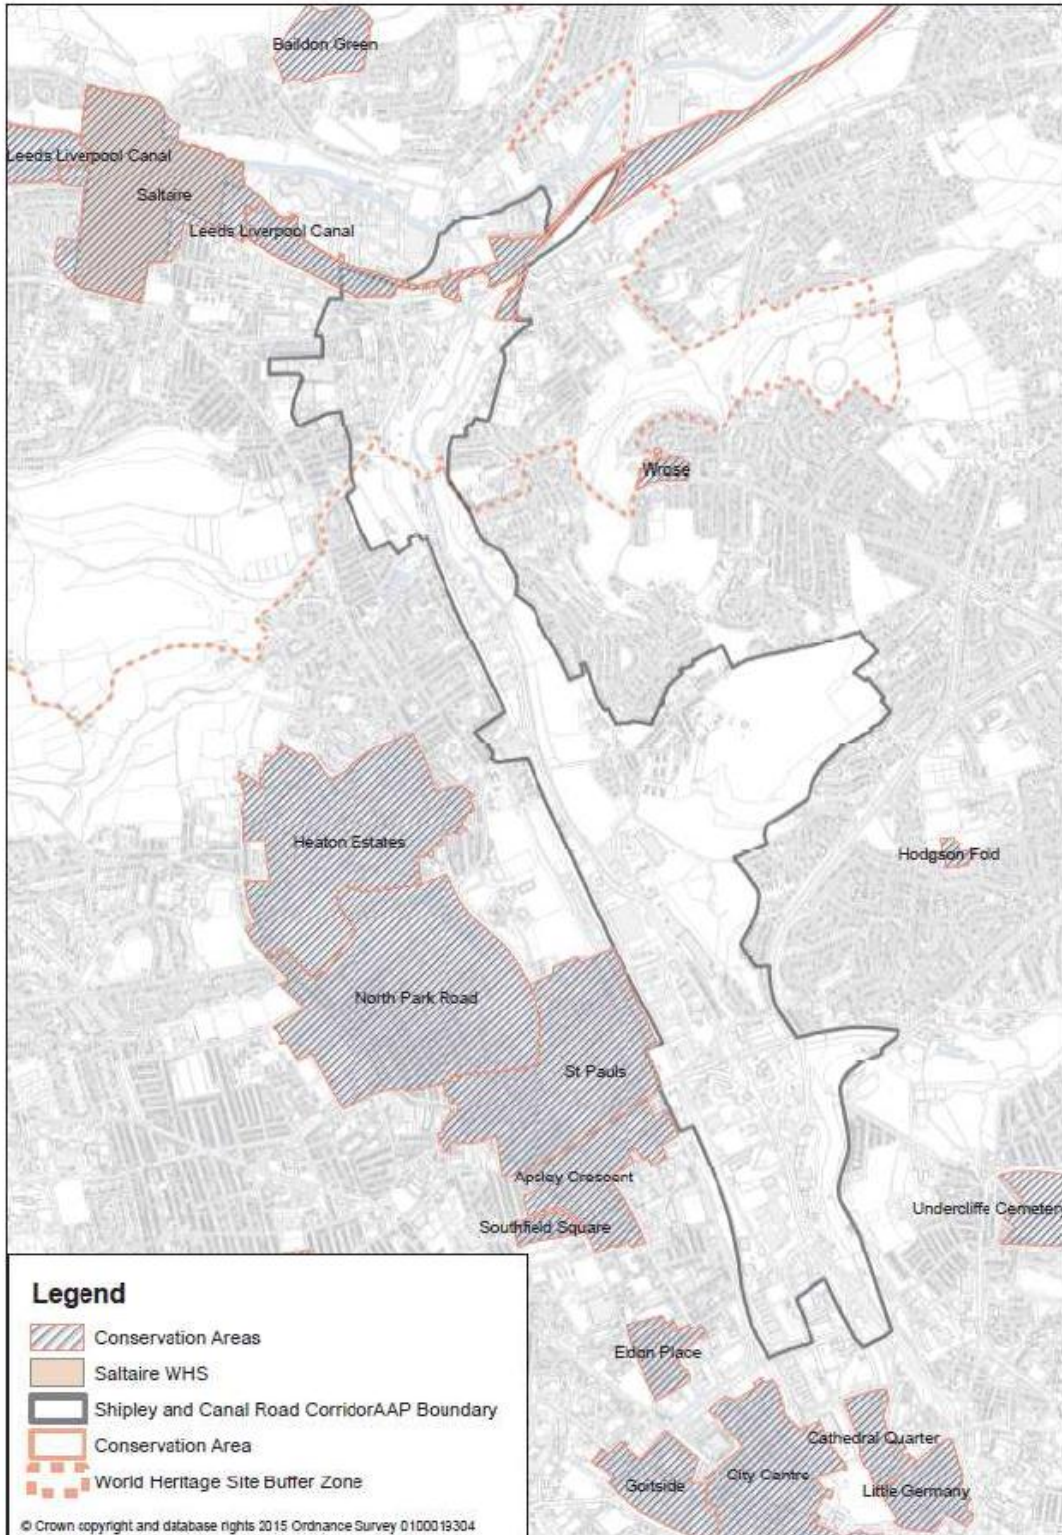 Baildon Green
Leeds Liverpool Canal
Saltaire
Leeds Liverpool Canal
Wrose
Heaton Estates
Hodgson Fold
North Park Road
St Pauls
Apsley Crescent
Undercliffe Cemeter
Southfield Square
Eldon Place
Cathedral Quarter
City Centre
Goitside
Little Germany
Legend
Conservation Areas
Saltaire WHS
Shipley and Canal Road CorridorAAP Boundary
Conservation Area
World Heritage Site Buffer Zone
© Crown copyright and database rights 2015 Ordnance Survey 0100019304